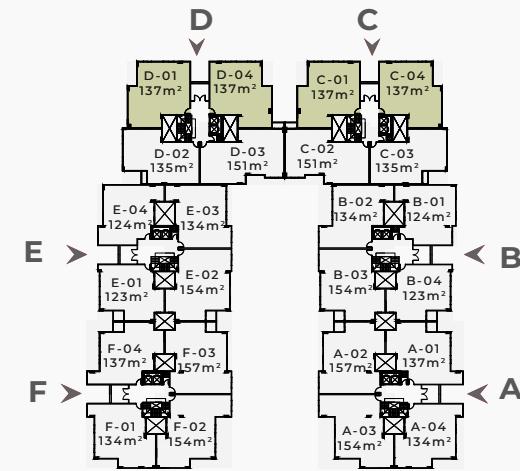 D C
D-01 D-04 C-01 C-04
137m² 137m² 137m² 137m²
D-02 D-03 C-02 C-03
135m² 151m² 151m² 135m²
E-04 E-03 B-02 B-01
124m² 134m² 134m² 124m²
E B
E-01 E-02 B-03 B-04
123m² 154m² 154m² 123m²
F-04 F-03 A-02 A-01
137m² 157m² 157m² 137m²
F A
F-01 F-02 A-03 A-04
134m² 154m² 154m² 134m²